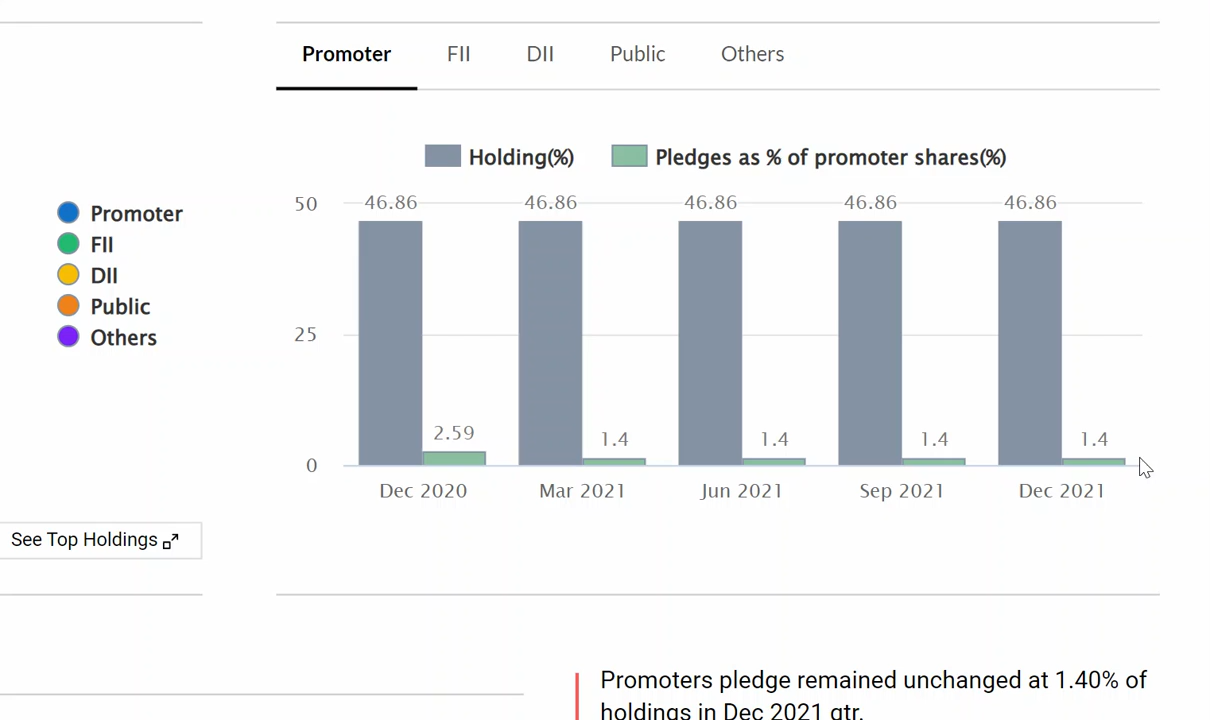 Promoter FII DII Public Others
Holding(%) Pledges as % of promoter shares(%)
Promoter
FII
DII
Public
Others
50
25
0
46.86 46.86 46.86 46.86 46.86
2.59 1.4 1.4 1.4 1.4
Dec 2020 Mar 2021 Jun 2021 Sep 2021 Dec 2021
See Top Holdings
Promoters pledge remained unchanged at 1.40% of
holdings in Dec 2021 qtr.